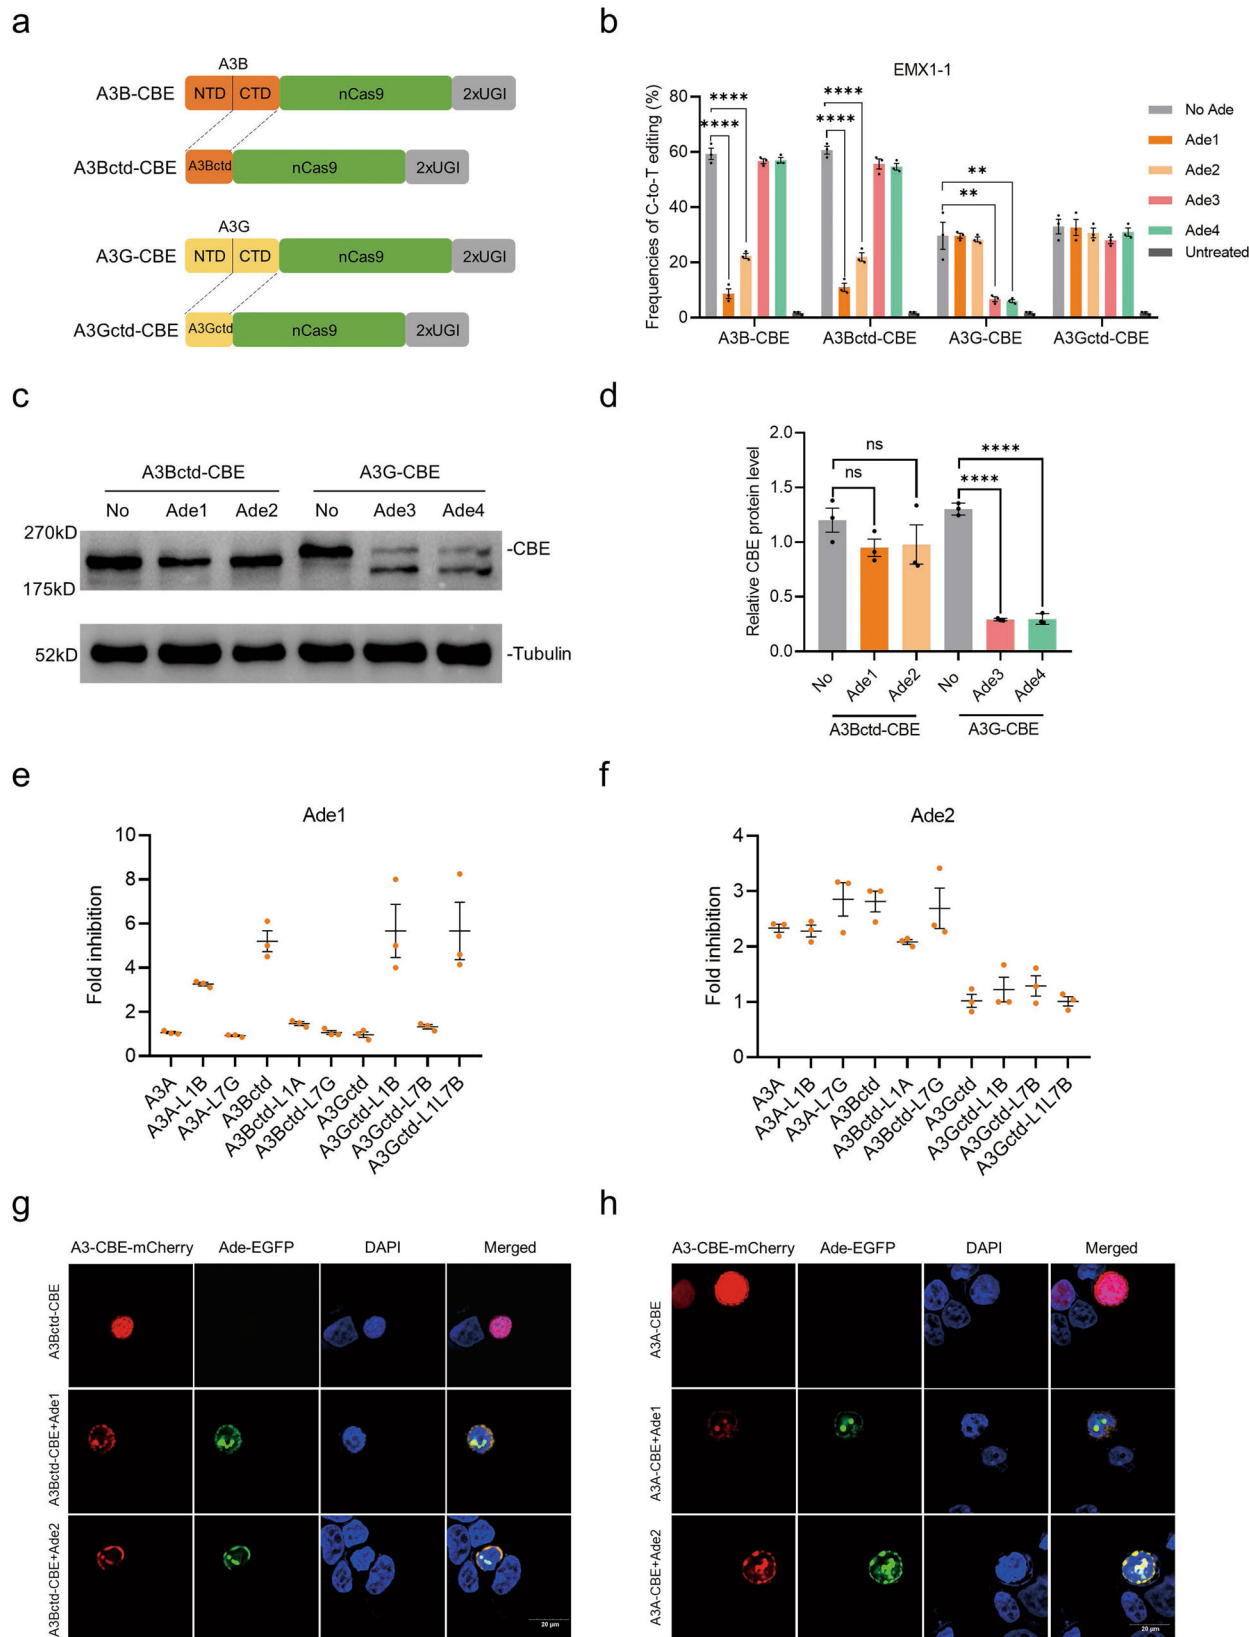 a
A3B
A3B-CBE NTD CTD nCas9 2xUGI
A3Bctd-CBE A3Bctd nCas9 2xUGI
A3G
A3G-CBE NTD CTD nCas9 2xUGI
A3Gctd-CBE A3Gctd nCas9 2xUGI
b
EMX1-1
Frequencies of C-to-T editing (%)
80
60
40
20
0
**** ****
**** ****
**
**
A3B-CBE A3Bctd-CBE A3G-CBE A3Gctd-CBE
No Ade
Ade1
Ade2
Ade3
Ade4
Untreated
c
A3Bctd-CBE A3G-CBE
No Ade1 Ade2 No Ade3 Ade4
270kD
-CBE
175kD
52kD
-Tubulin
d
Relative CBE protein level
2.0
1.5
1.0
0.5
0.0
ns
ns
****
****
No Ade1 Ade2 No Ade3 Ade4
A3Bctd-CBE A3G-CBE
e
Ade1
Fold inhibition
10
8
6
4
2
0
A3A
A3A-L1B
A3A-L7G
A3Bctd
A3Bctd-L1A
A3Bctd-L7G
A3Gctd
A3Gctd-L1B
A3Gctd-L7B
A3Gctd-L1L7B
f
Ade2
Fold inhibition
4
3
2
1
0
A3A
A3A-L1B
A3A-L7G
A3Bctd
A3Bctd-L1A
A3Bctd-L7G
A3Gctd
A3Gctd-L1B
A3Gctd-L7B
A3Gctd-L1L7B
g
A3-CBE-mCherry Ade-EGFP DAPI Merged
A3Bctd-CBE
A3Bctd-CBE+Ade1
A3Bctd-CBE+Ade2
20 μm
h
A3-CBE-mCherry Ade-EGFP DAPI Merged
A3A-CBE
A3A-CBE+Ade1
A3A-CBE+Ade2
20 μm